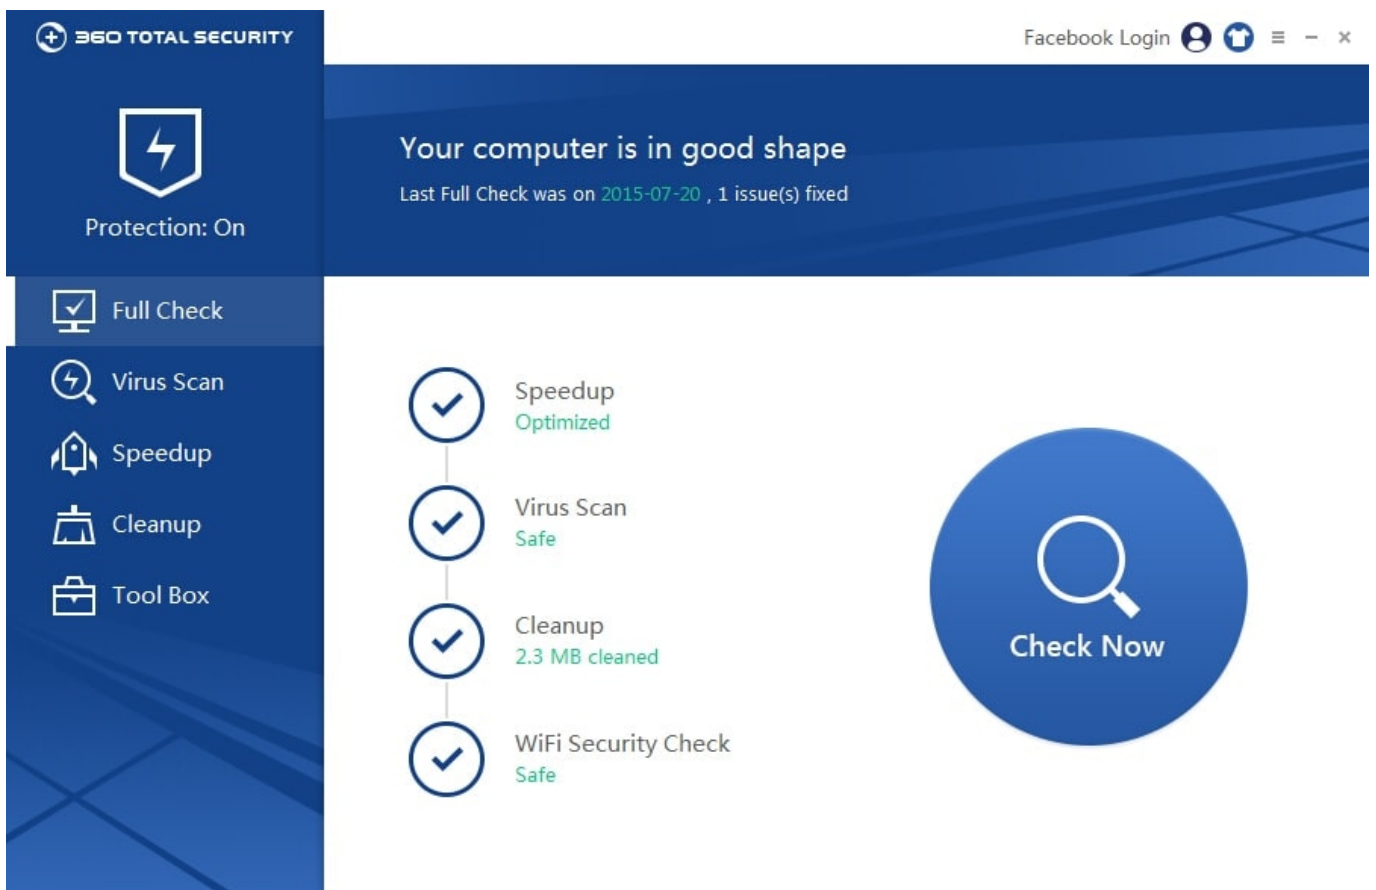 360 TOTAL SECURITY
Facebook Login
Protection: On
Your computer is in good shape
Last Full Check was on 2015-07-20 , 1 issue(s) fixed
Full Check
Virus Scan
Speedup
Cleanup
Tool Box
Speedup
Optimized
Virus Scan
Safe
Cleanup
2.3 MB cleaned
WiFi Security Check
Safe
Check Now